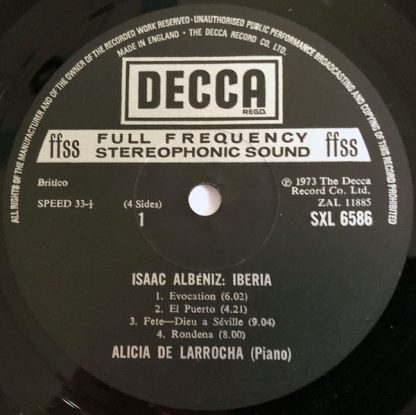 ALL RIGHTS OF THE MANUFACTURER AND OF THE OWNER OF THE RECORDED WORK RESERVED · UNAUTHORISED PUBLIC PERFORMANCE BROADCASTING AND COPYING OF THIS RECORD PROHIBITED
MADE IN ENGLAND · THE DECCA RECORD CO. LTD.
DECCA
REGD.
ffss FULL FREQUENCY STEREOPHONIC SOUND ffss
Britico
SPEED 33⅓
(4 Sides)
1
Ⓟ 1973 The Decca
Record Co. Ltd.
ZAL 11885
SXL 6586
ISAAC ALBÉNIZ: IBERIA
1. Evocation (6.02)
2. El Puerto (4.21)
3. Fete—Dieu a Séville (9.04)
4. Rondena (8.00)
ALICIA DE LARROCHA (Piano)